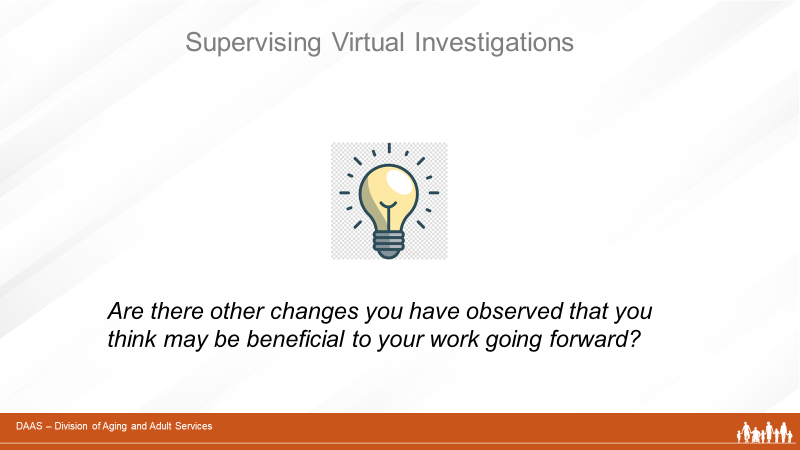 Supervising Virtual Investigations
Are there other changes you have observed that you
think may be beneficial to your work going forward?
DAAS – Division of Aging and Adult Services